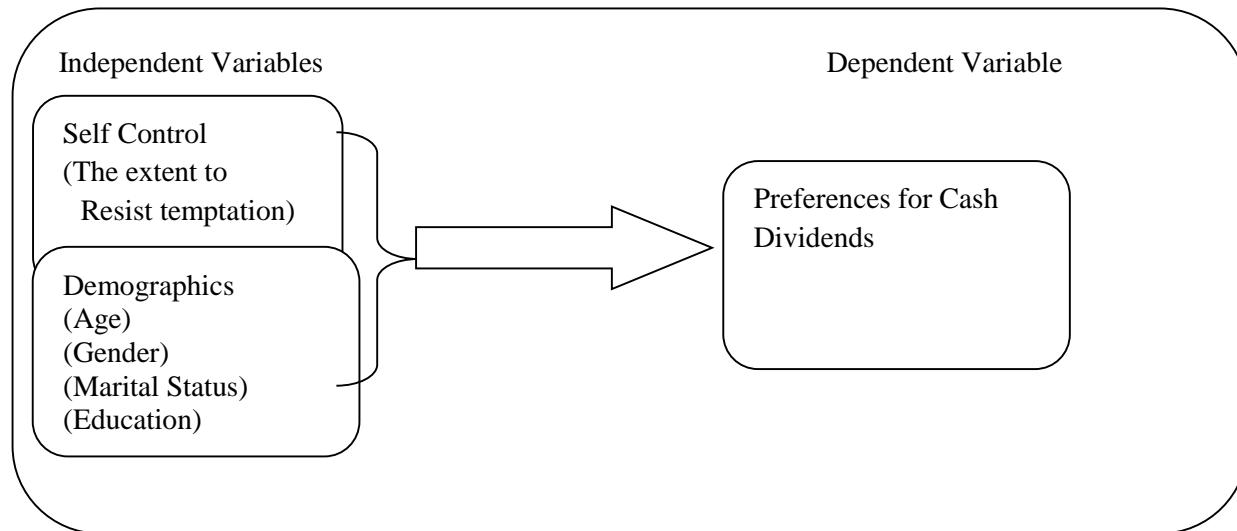 Independent Variables
Dependent Variable
Self Control
(The extent to
Resist temptation)
Demographics
(Age)
(Gender)
(Marital Status)
(Education)
Preferences for Cash
Dividends